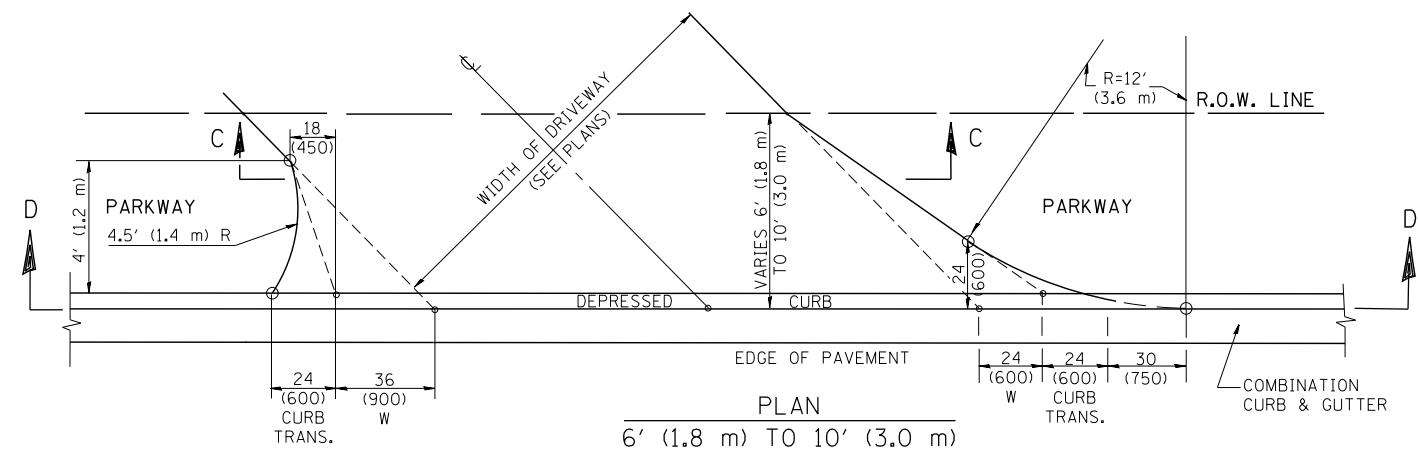 ℄
WIDTH OF DRIVEWAY
(SEE PLANS)
R=12'
(3.6 m)
R.O.W. LINE
18
(450)
C
C
4' (1.2 m)
PARKWAY
4.5' (1.4 m) R
D
VARIES 6' (1.8 m)
TO 10' (3.0 m)
PARKWAY
D
24
(600)
DEPRESSED CURB
EDGE OF PAVEMENT
24
(600)
CURB
TRANS.
36
(900)
W
24
(600)
W
24
(600)
CURB
TRANS.
30
(750)
COMBINATION
CURB & GUTTER
PLAN
6' (1.8 m) TO 10' (3.0 m)